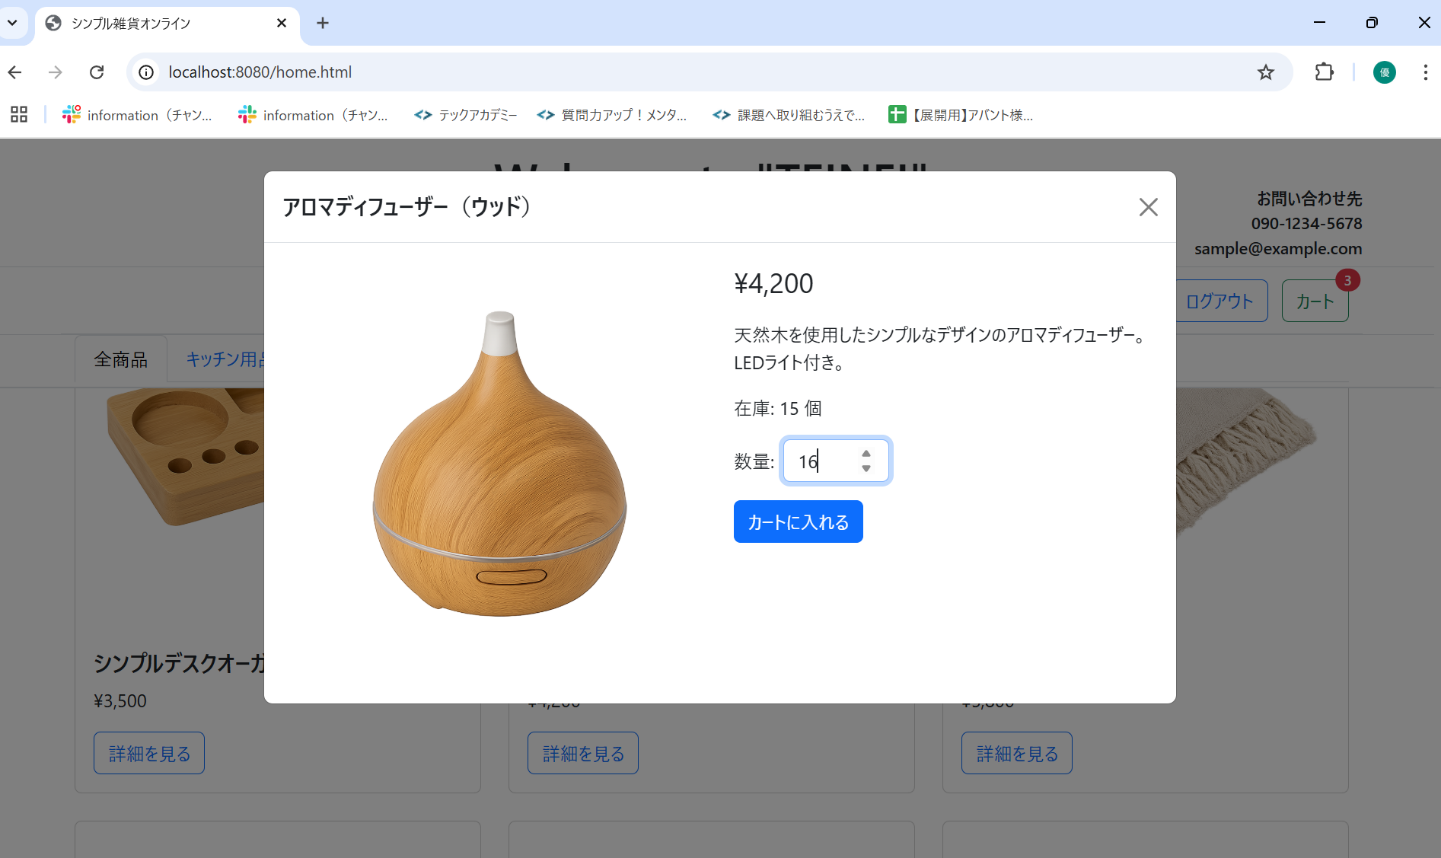 シンプル雑貨オンライン
localhost:8080/home.html
優
information（チャン...
information（チャン...
テックアカデミー
質問力アップ！メンタ...
課題へ取り組むうえで...
【展開用】アバント様...
お問い合わせ先
090-1234-5678
sample@example.com
ログアウト
カート
3
全商品
キッチン用品
アロマディフューザー（ウッド）
¥4,200
天然木を使用したシンプルなデザインのアロマディフューザー。
LEDライト付き。
在庫: 15 個
数量: 16
カートに入れる
シンプルデスクオーガ
¥3,500
詳細を見る
詳細を見る
詳細を見る